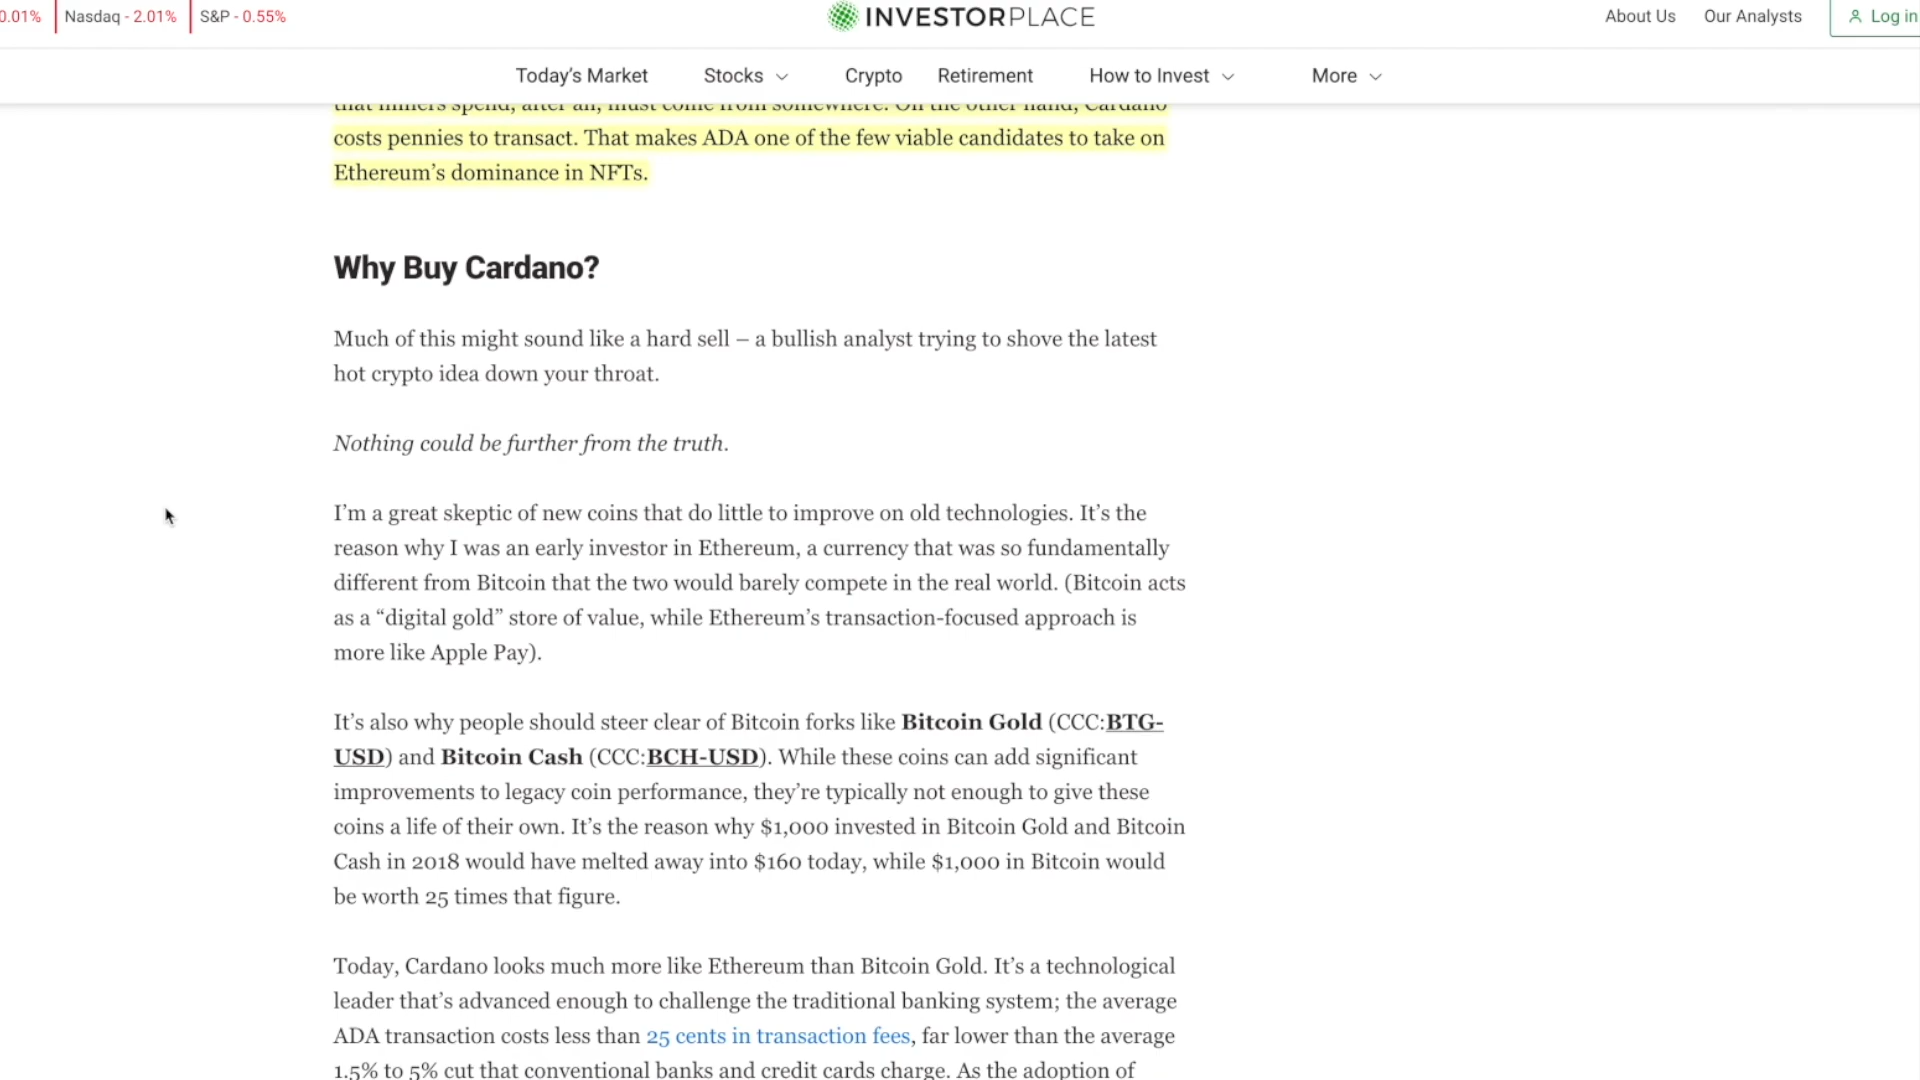 0.01% Nasdaq - 2.01% S&P - 0.55%
INVESTORPLACE
About Us Our Analysts Log in
Today’s Market Stocks Crypto Retirement How to Invest More
that miners spend, after all, must come from somewhere. On the other hand, Cardano
costs pennies to transact. That makes ADA one of the few viable candidates to take on
Ethereum’s dominance in NFTs.
Why Buy Cardano?
Much of this might sound like a hard sell – a bullish analyst trying to shove the latest
hot crypto idea down your throat.
Nothing could be further from the truth.
I’m a great skeptic of new coins that do little to improve on old technologies. It’s the
reason why I was an early investor in Ethereum, a currency that was so fundamentally
different from Bitcoin that the two would barely compete in the real world. (Bitcoin acts
as a “digital gold” store of value, while Ethereum’s transaction-focused approach is
more like Apple Pay).
It’s also why people should steer clear of Bitcoin forks like Bitcoin Gold (CCC:BTG-
USD) and Bitcoin Cash (CCC:BCH-USD). While these coins can add significant
improvements to legacy coin performance, they’re typically not enough to give these
coins a life of their own. It’s the reason why $1,000 invested in Bitcoin Gold and Bitcoin
Cash in 2018 would have melted away into $160 today, while $1,000 in Bitcoin would
be worth 25 times that figure.
Today, Cardano looks much more like Ethereum than Bitcoin Gold. It’s a technological
leader that’s advanced enough to challenge the traditional banking system; the average
ADA transaction costs less than 25 cents in transaction fees, far lower than the average
1.5% to 5% cut that conventional banks and credit cards charge. As the adoption of